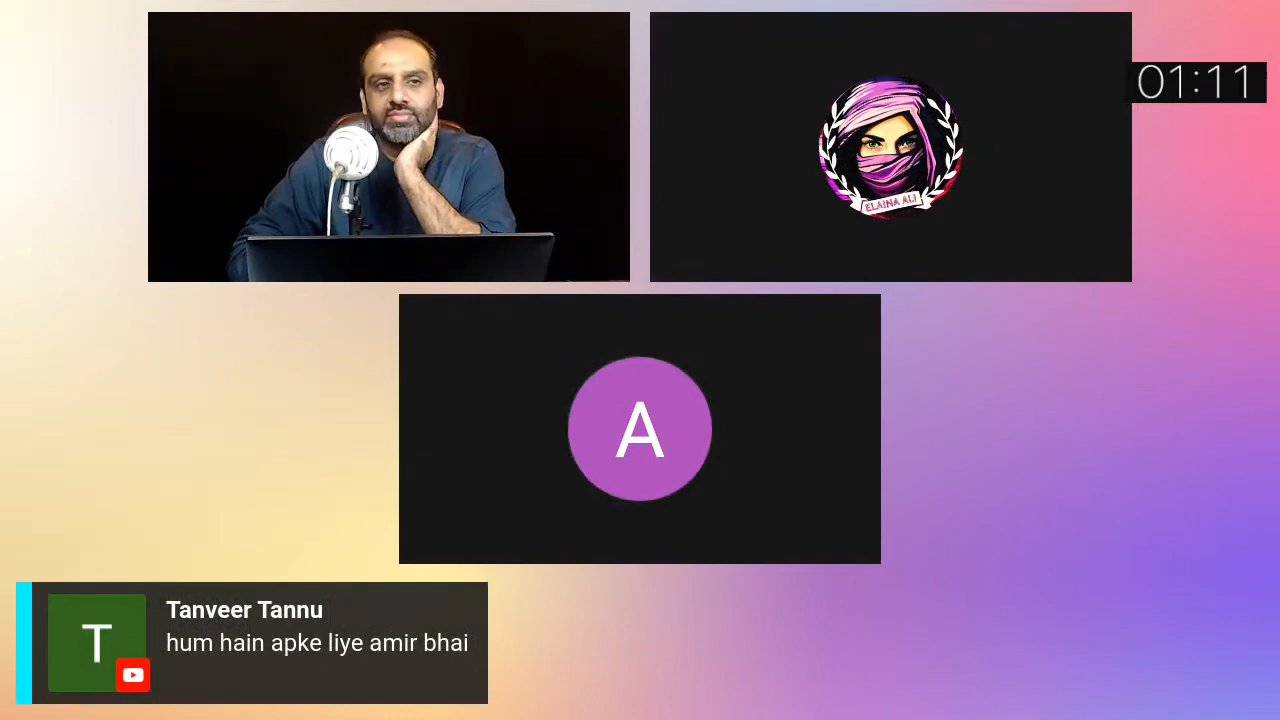 01:11
ELAINA ALI
A
T
Tanveer Tannu
hum hain apke liye amir bhai